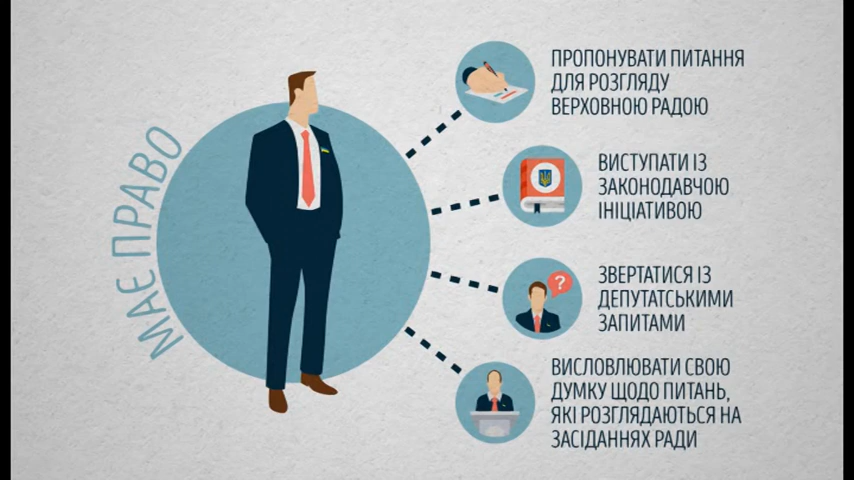 МАЄ ПРАВО
ПРОПОНУВАТИ ПИТАННЯ
ДЛЯ РОЗГЛЯДУ
ВЕРХОВНОЮ РАДОЮ
ВИСТУПАТИ ІЗ
ЗАКОНОДАВЧОЮ
ІНІЦІАТИВОЮ
?
ЗВЕРТАТИСЯ ІЗ
ДЕПУТАТСЬКИМИ
ЗАПИТАМИ
ВИСЛОВЛЮВАТИ СВОЮ
ДУМКУ ЩОДО ПИТАНЬ,
ЯКІ РОЗГЛЯДАЮТЬСЯ НА
ЗАСІДАННЯХ РАДИ